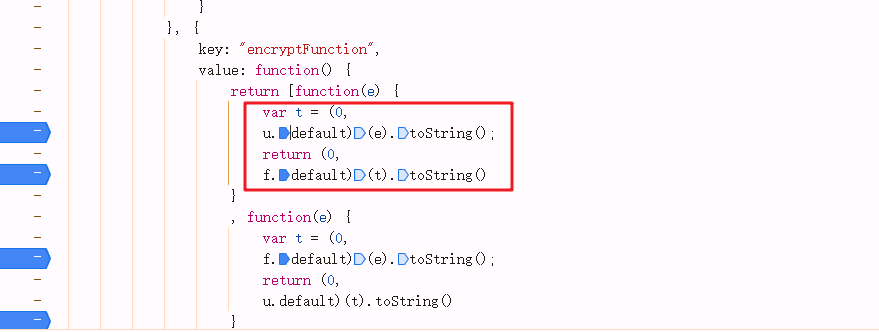 }
}, {
key: "encryptFunction",
value: function() {
return [function(e) {
var t = (0,
u.default)(e).toString();
return (0,
f.default)(t).toString()
}
, function(e) {
var t = (0,
f.default)(e).toString();
return (0,
u.default)(t).toString()
}